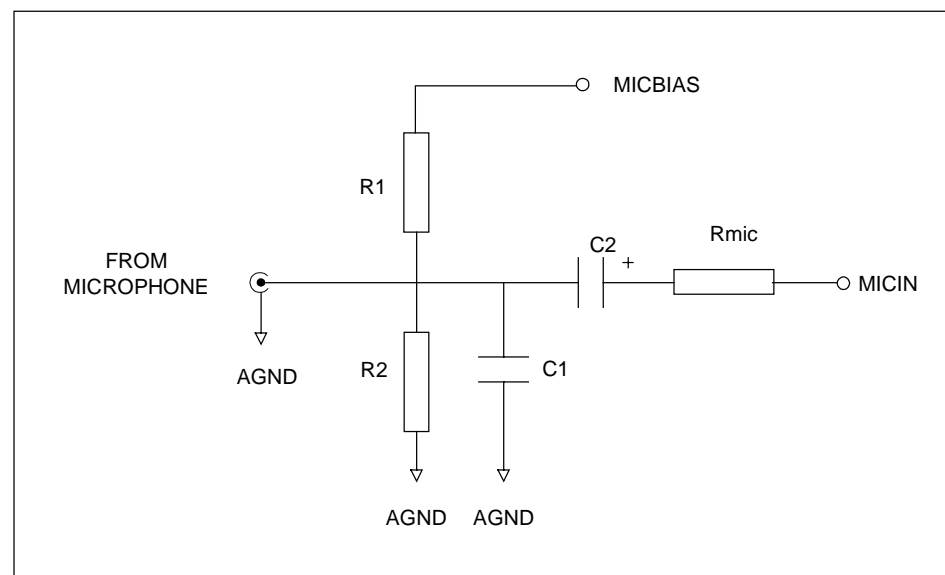 MICBIAS
R1
C2
+
Rmic
FROM
MICROPHONE
MICIN
AGND
R2
C1
AGND
AGND